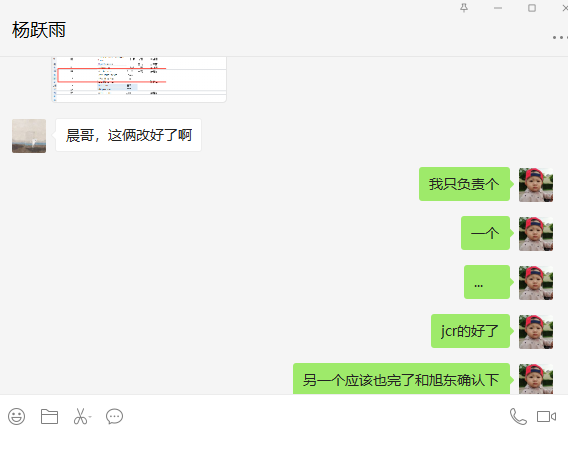 杨跃雨
晨哥，这俩改好了啊
我只负责个
一个
...
jcr的好了
另一个应该也完了和旭东确认下